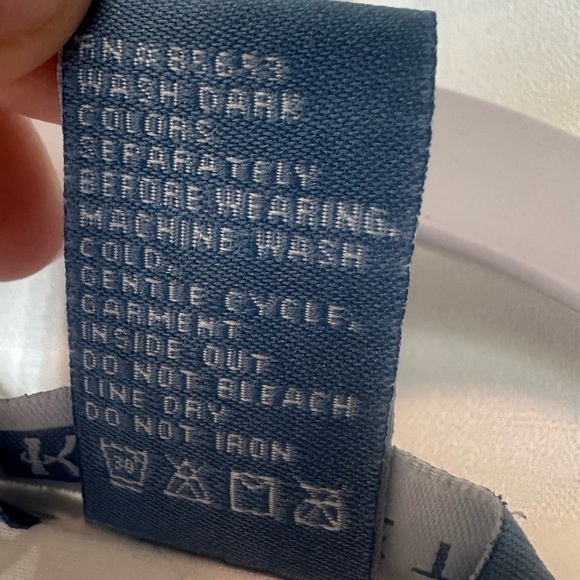 RN# 85653
WASH DARK
COLORS
SEPARATELY
BEFORE WEARING.
MACHINE WASH
COLD,
GENTLE CYCLE,
GARMENT
INSIDE OUT
DO NOT BLEACH
LINE DRY
DO NOT IRON
30